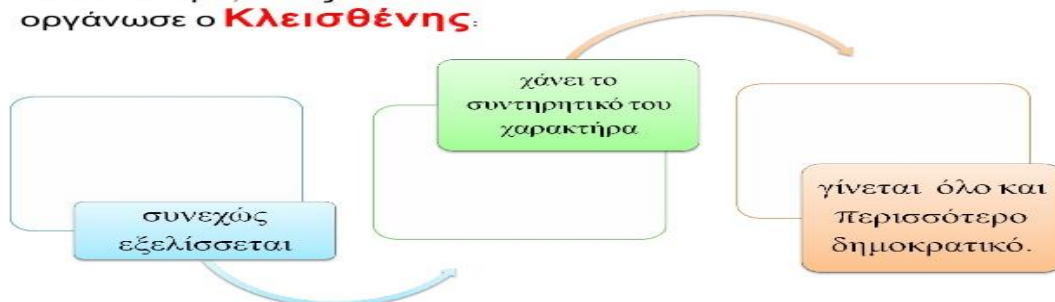 οργάνωσε ο Κλεισθένης:
συνεχώς
εξελίσσεται
χάνει το
συντηρητικό του
χαρακτήρα
γίνεται όλο και
περισσότερο
δημοκρατικό.